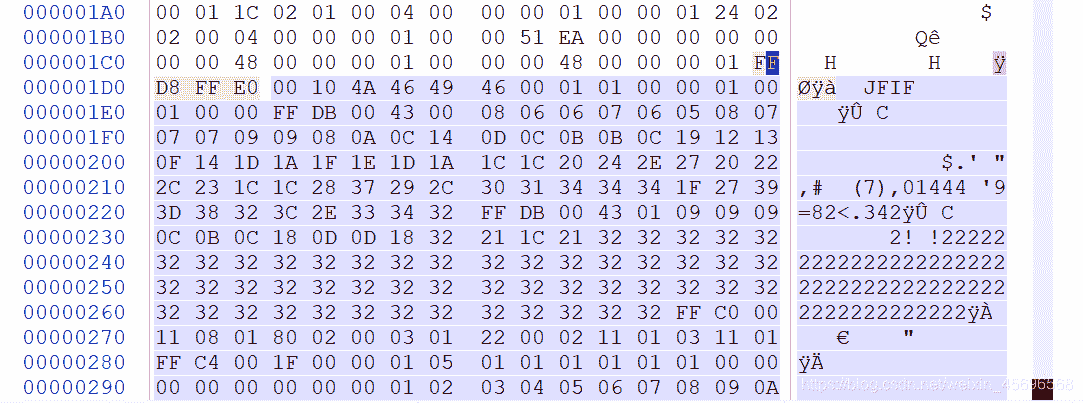 000001A0 00 01 1C 02 01 00 04 00 00 00 01 00 00 01 24 02 $
000001B0 02 00 04 00 00 00 01 00 00 51 EA 00 00 00 00 00 Qê
000001C0 00 00 48 00 00 00 01 00 00 00 48 00 00 00 01 FF H H ÿ
000001D0 D8 FF E0 00 10 4A 46 49 46 00 01 01 00 00 01 00 Øÿà JFIF
000001E0 01 00 00 FF DB 00 43 00 08 06 06 07 06 05 08 07 ÿÛ C
000001F0 07 07 09 09 08 0A 0C 14 0D 0C 0B 0B 0C 19 12 13
00000200 0F 14 1D 1A 1F 1E 1D 1A 1C 1C 20 24 2E 27 20 22 $.' "
00000210 2C 23 1C 1C 28 37 29 2C 30 31 34 34 34 1F 27 39 ,# (7),01444 '9
00000220 3D 38 32 3C 2E 33 34 32 FF DB 00 43 01 09 09 09 =82<.342ÿÛ C
00000230 0C 0B 0C 18 0D 0D 18 32 21 1C 21 32 32 32 32 32 2! !22222
00000240 32 32 32 32 32 32 32 32 32 32 32 32 32 32 32 32 2222222222222222
00000250 32 32 32 32 32 32 32 32 32 32 32 32 32 32 32 32 2222222222222222
00000260 32 32 32 32 32 32 32 32 32 32 32 32 32 FF C0 00 2222222222222ÿÀ
00000270 11 08 01 80 02 00 03 01 22 00 02 11 01 03 11 01 € "
00000280 FF C4 00 1F 00 00 01 05 01 01 01 01 01 01 00 00 ÿÄ
00000290 00 00 00 00 00 00 01 02 03 04 05 06 07 08 09 0A
https://blog.csdn.net/weixin_45696568